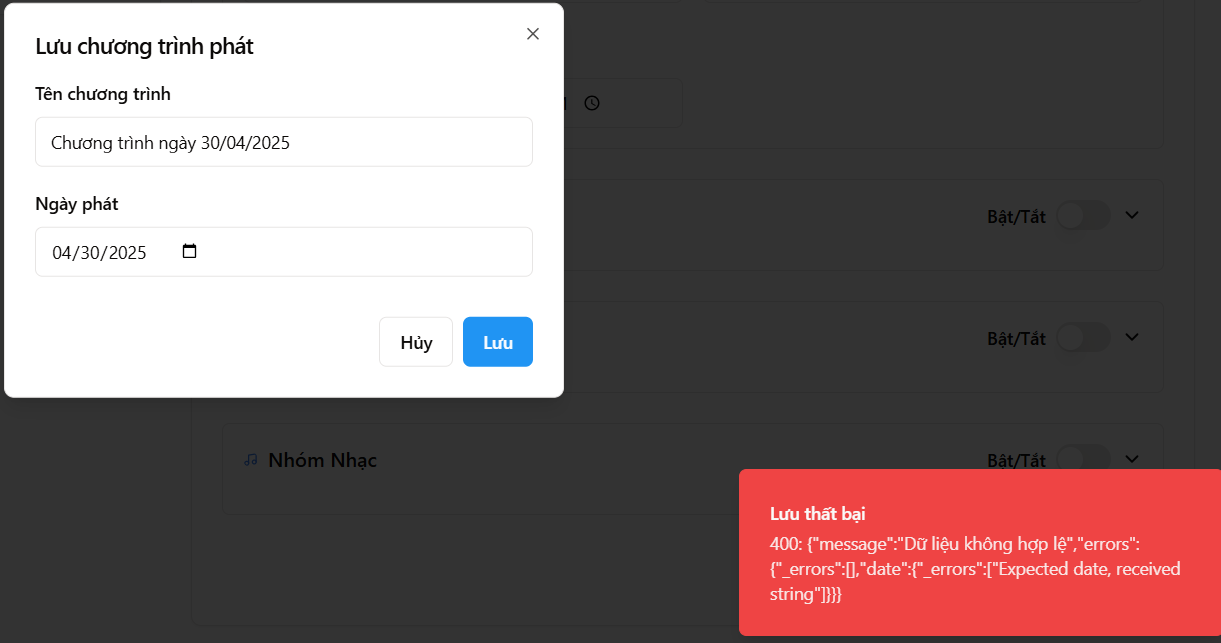 Lưu chương trình phát
Tên chương trình
Chương trình ngày 30/04/2025
Ngày phát
04/30/2025
Hủy
Lưu
Bật/Tắt
Bật/Tắt
Nhóm Nhạc
Bật/Tắt
Lưu thất bại
400: {"message":"Dữ liệu không hợp lệ","errors":
{"_errors":[],"date":{"_errors":["Expected date, received
string"]}}}